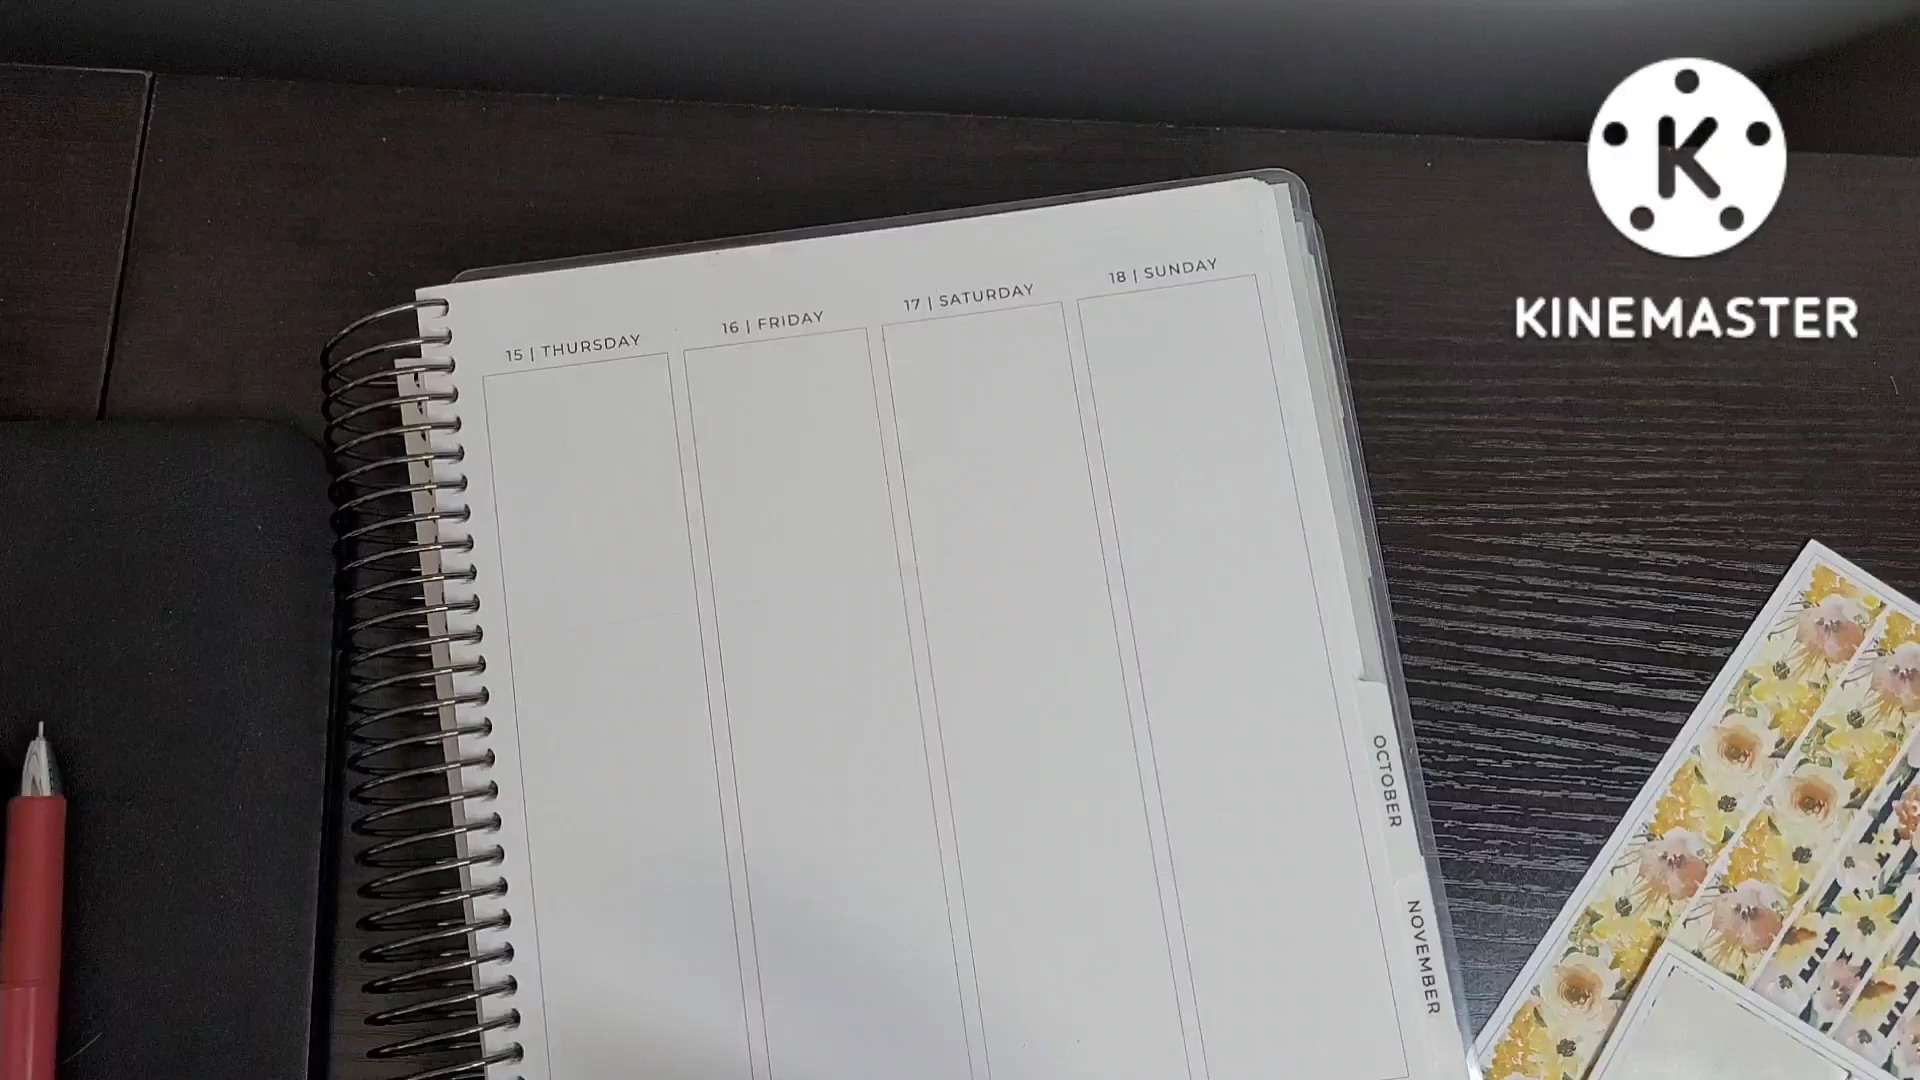 K
KINEMASTER
15 | THURSDAY
16 | FRIDAY
17 | SATURDAY
18 | SUNDAY
OCTOBER
NOVEMBER